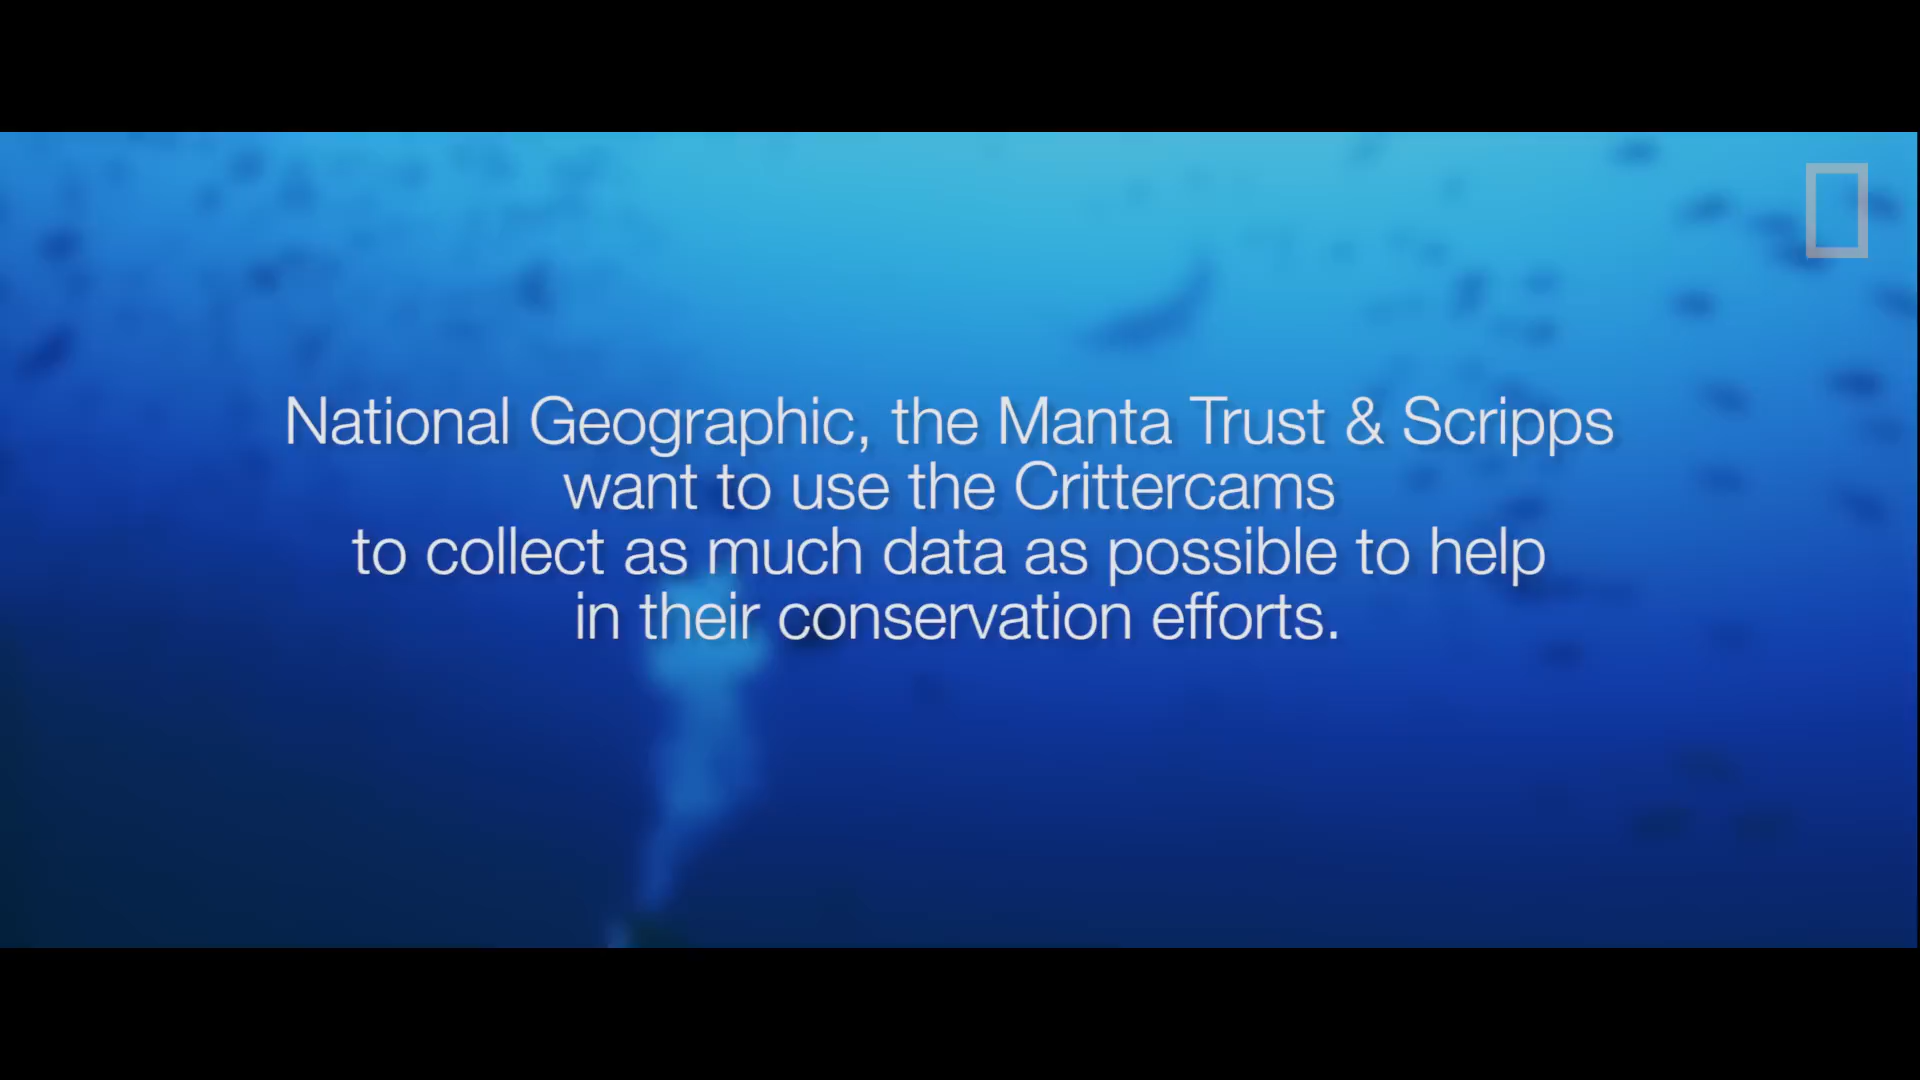 National Geographic, the Manta Trust & Scripps
want to use the Crittercams
to collect as much data as possible to help
in their conservation efforts.